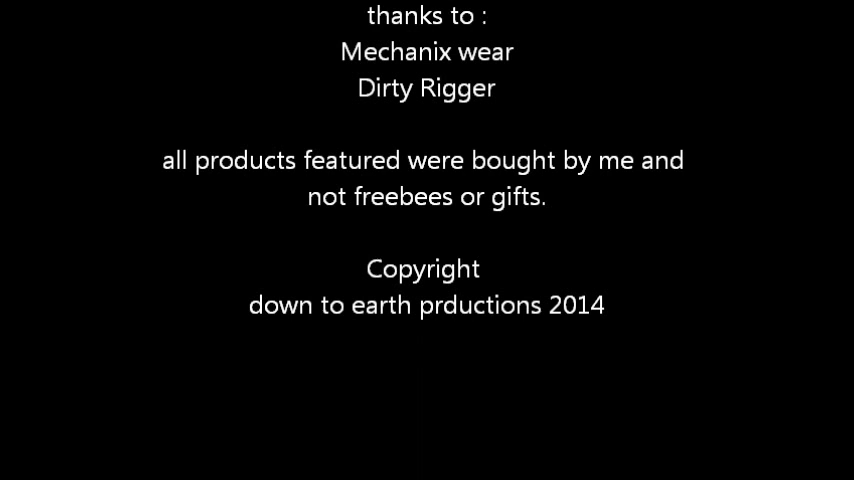 thanks to :
Mechanix wear
Dirty Rigger
all products featured were bought by me and
not freebees or gifts.
Copyright
down to earth prductions 2014